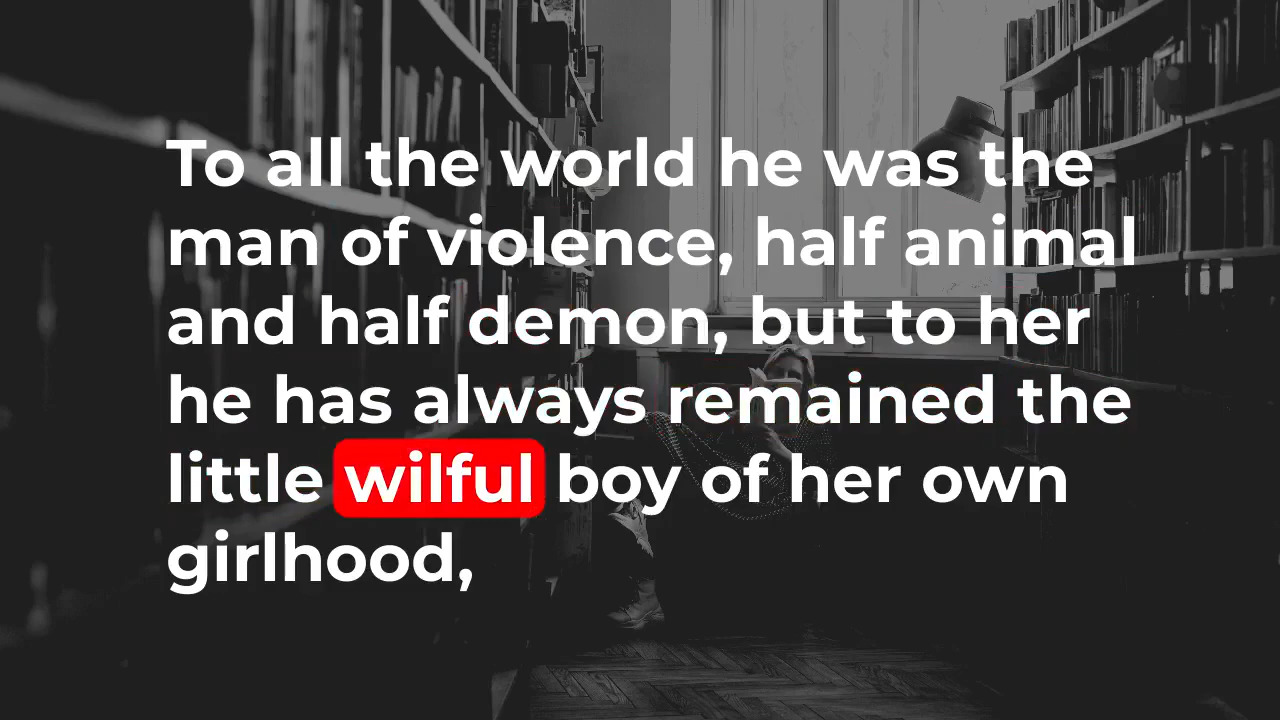 To all the world he was the
man of violence, half animal
and half demon, but to her
he has always remained the
little wilful boy of her own
girlhood,